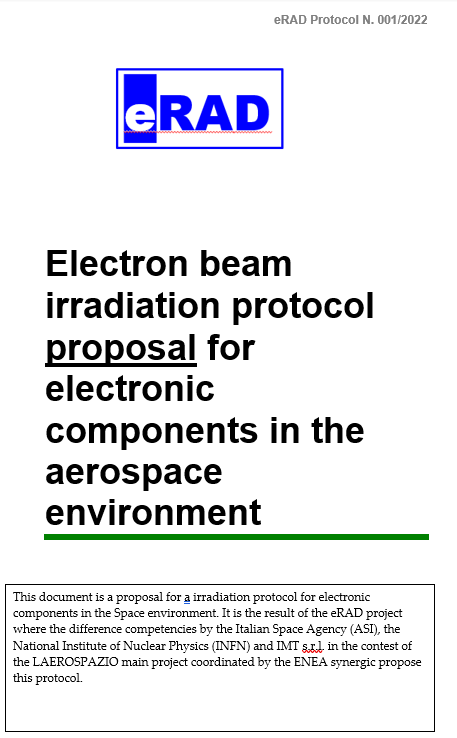 eRAD Protocol N. 001/2022
eRAD
Electron beam
irradiation protocol
proposal for
electronic
components in the
aerospace
environment
This document is a proposal for a irradiation protocol for electronic
components in the Space environment. It is the result of the eRAD project
where the difference competencies by the Italian Space Agency (ASI), the
National Institute of Nuclear Physics (INFN) and IMT s.r.l. in the contest of
the LAEROSPAZIO main project coordinated by the ENEA synergic propose
this protocol.